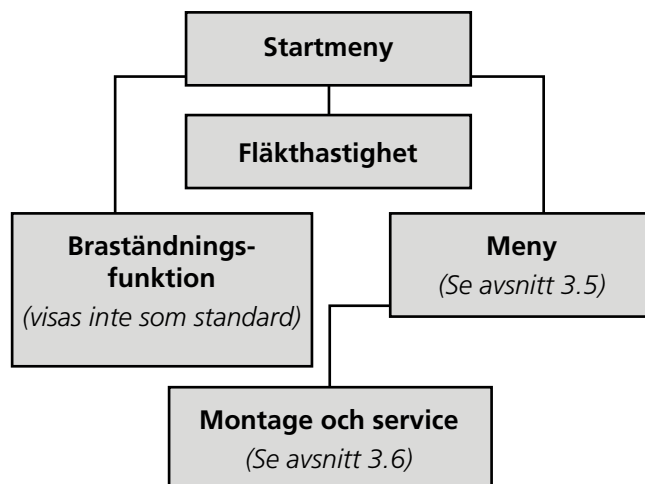 Startmeny
Fläkthastighet
Braständnings-
funktion
(visas inte som standard)
Meny
(Se avsnitt 3.5)
Montage och service
(Se avsnitt 3.6)